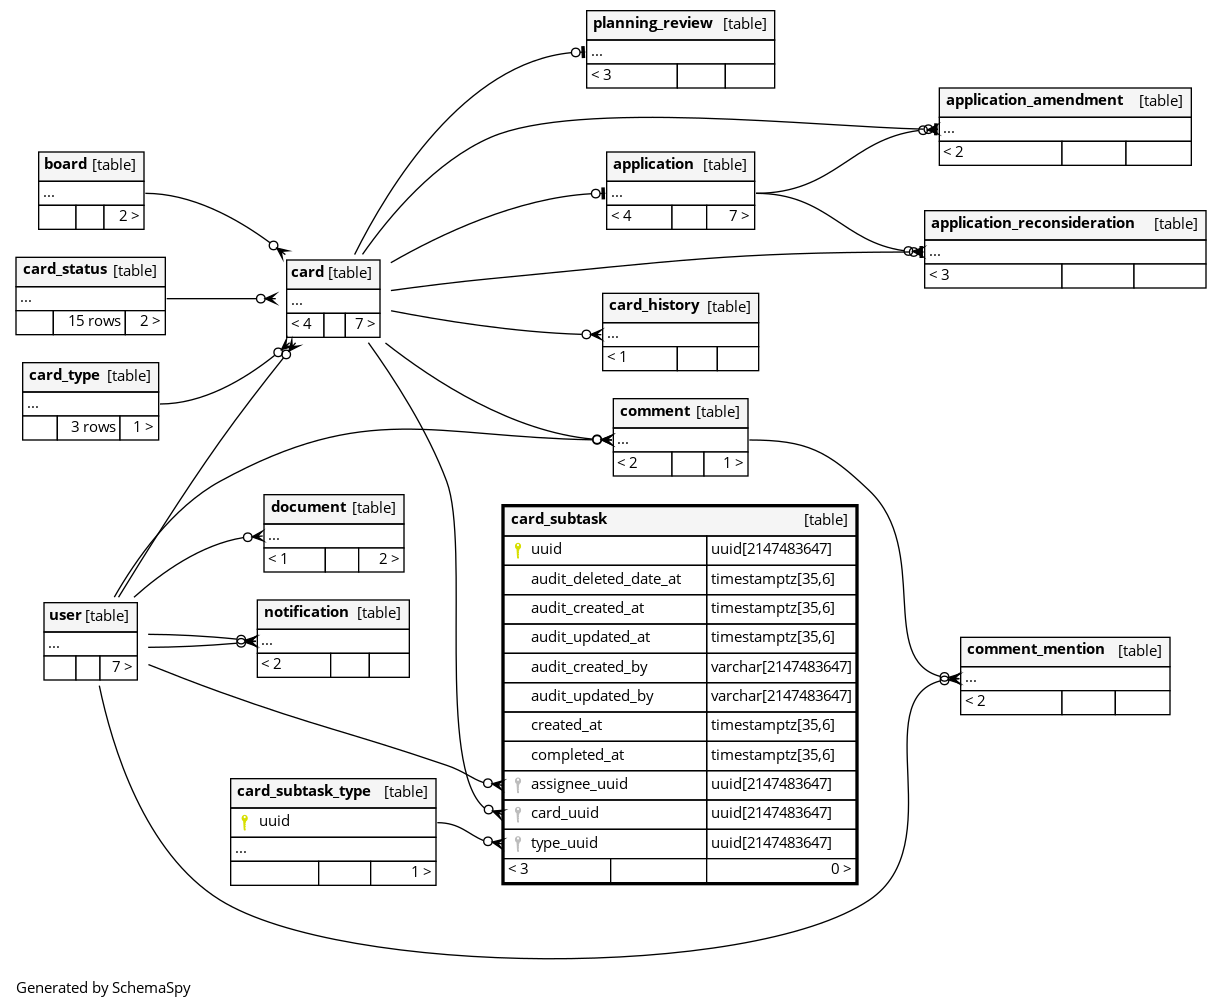 planning_review [table]
...
< 3
application_amendment [table]
...
< 2
board [table]
...
2 >
application [table]
...
< 4 7 >
application_reconsideration [table]
...
< 3
card_status [table]
...
15 rows 2 >
card [table]
...
< 4 7 >
card_history [table]
...
< 1
card_type [table]
...
3 rows 1 >
comment [table]
...
< 2 1 >
document [table]
...
< 1 2 >
user [table]
...
7 >
notification [table]
...
< 2
card_subtask [table]
uuid uuid[2147483647]
audit_deleted_date_at timestamptz[35,6]
audit_created_at timestamptz[35,6]
audit_updated_at timestamptz[35,6]
audit_created_by varchar[2147483647]
audit_updated_by varchar[2147483647]
created_at timestamptz[35,6]
completed_at timestamptz[35,6]
assignee_uuid uuid[2147483647]
card_uuid uuid[2147483647]
type_uuid uuid[2147483647]
< 3 0 >
comment_mention [table]
...
< 2
card_subtask_type [table]
uuid
...
1 >
Generated by SchemaSpy